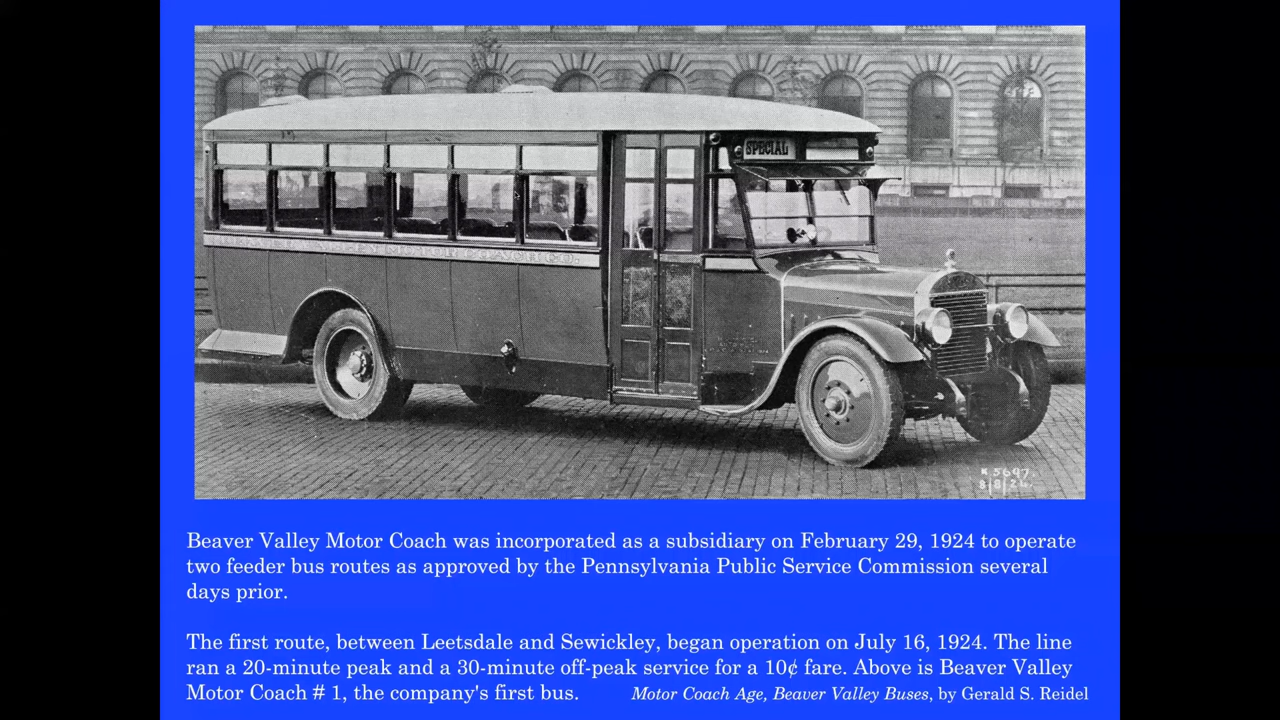 SPECIAL
MOTOR COACH CO.
Beaver Valley Motor Coach was incorporated as a subsidiary on February 29, 1924 to operate
two feeder bus routes as approved by the Pennsylvania Public Service Commission several
days prior.
The first route, between Leetsdale and Sewickley, began operation on July 16, 1924. The line
ran a 20-minute peak and a 30-minute off-peak service for a 10¢ fare. Above is Beaver Valley
Motor Coach # 1, the company's first bus. Motor Coach Age, Beaver Valley Buses, by Gerald S. Reidel